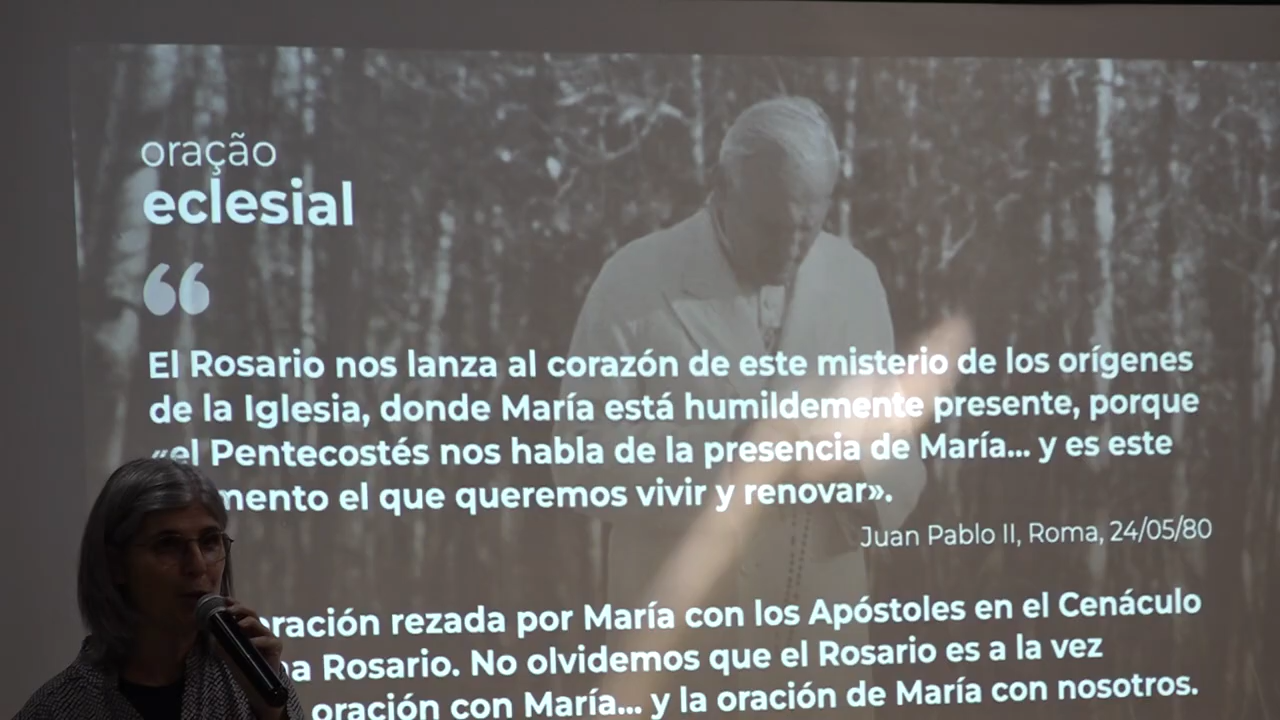 oração
eclesial
“
El Rosario nos lanza al corazón de este misterio de los orígenes
de la Iglesia, donde María está humildemente presente, porque
«el Pentecostés nos habla de la presencia de María... y es este
el que queremos vivir y renovar».
Juan Pablo II, Roma, 24/05/80
rezada por María con los Apóstoles en el Cenáculo
Rosario. No olvidemos que el Rosario es a la vez
oración con María... y la oración de María con nosotros.